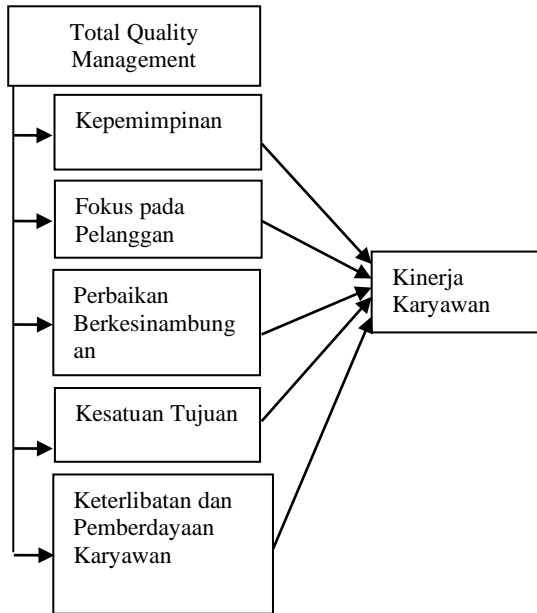 Total Quality
Management
Kepemimpinan
Fokus pada
Pelanggan
Perbaikan
Berkesinambung
an
Kesatuan Tujuan
Keterlibatan dan
Pemberdayaan
Karyawan
Kinerja
Karyawan